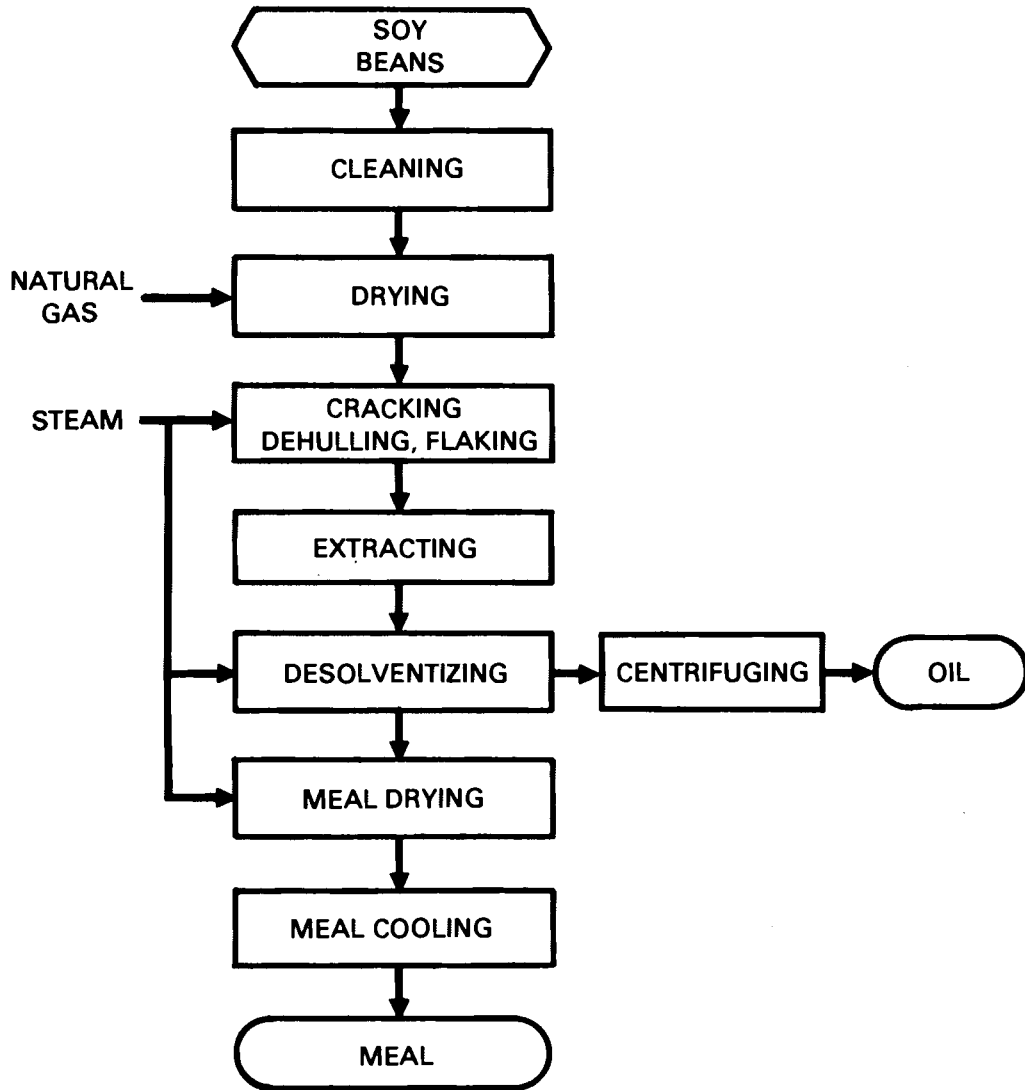 SOY
BEANS
CLEANING
NATURAL
GAS
DRYING
STEAM
CRACKING
DEHULLING, FLAKING
EXTRACTING
DESOLVENTIZING
CENTRIFUGING
OIL
MEAL DRYING
MEAL COOLING
MEAL